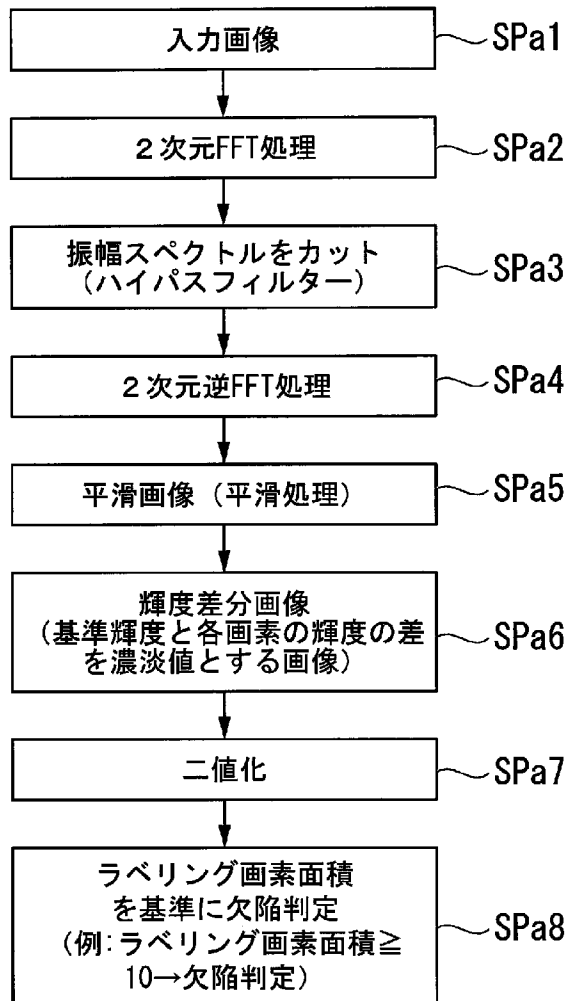 入力画像
SPa1
２次元FFT処理
SPa2
振幅スペクトルをカット
（ハイパスフィルター）
SPa3
２次元逆FFT処理
SPa4
平滑画像（平滑処理）
SPa5
輝度差分画像
（基準輝度と各画素の輝度の差
を濃淡値とする画像）
SPa6
二値化
SPa7
ラベリング画素面積
を基準に欠陥判定
（例：ラベリング画素面積≧
10→欠陥判定）
SPa8